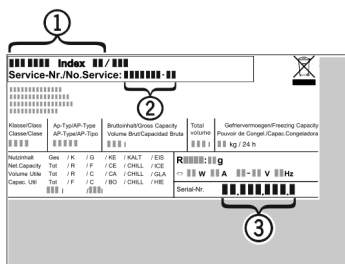 1
Index /
Service-Nr./No.Service: -
2
Klasse/Class Ap-Typ/AP-Type Bruttoinhalt/Gross Capacity Total Gefriervermoegen/Freezing Capacity
Classe/Class AP-Type/AP-Tipo Volume Brut/Capacidad Bruta volume Pouvoir de Congel./Capac.Congeladora
l l kg / 24 h
Nutzinhalt Ges / K / G / KE / KALT / EIS
Net.Capacity Tot / R / F / CE / CHILL / ICE
Volume Utile Tot / R / C / CA / CHILL / GLA
Capac. Util Tot / F / C / BO / CHILL / HIE
l / l
R : g
W A - V Hz
Serial-Nr. . . .
3